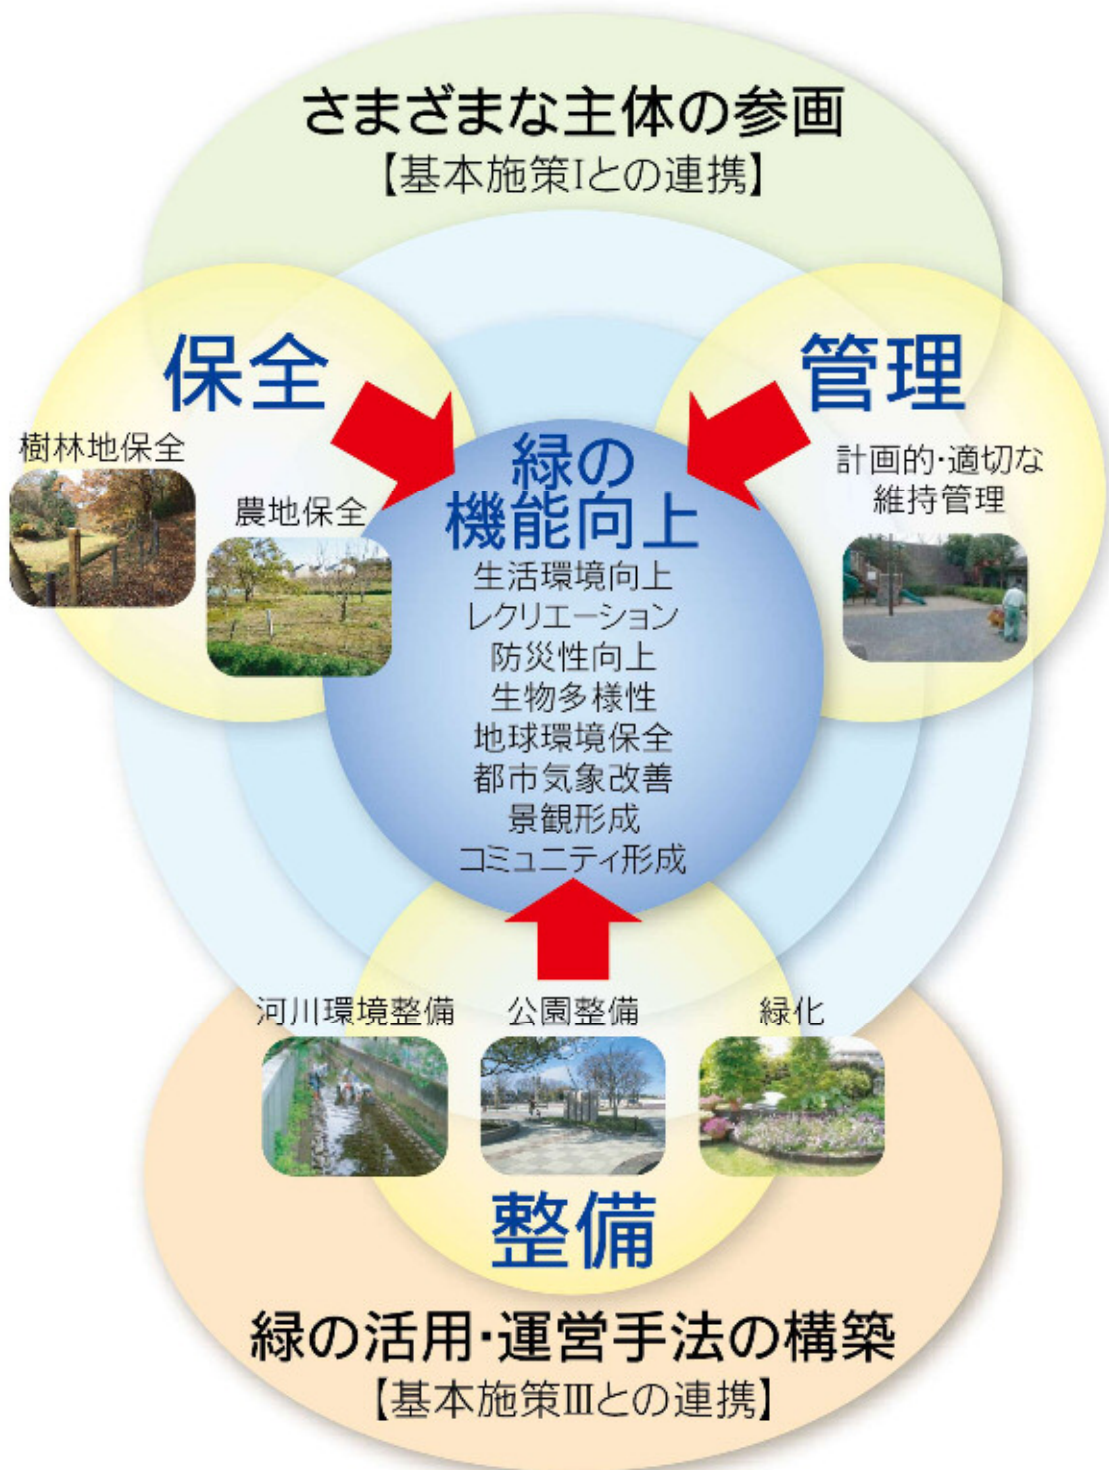 さまざまな主体の参画
【基本施策Iとの連携】
保全
樹林地保全
農地保全
管理
計画的・適切な
維持管理
緑の
機能向上
生活環境向上
レクリエーション
防災性向上
生物多様性
地球環境保全
都市気象改善
景観形成
コミュニティ形成
河川環境整備
公園整備
緑化
整備
緑の活用・運営手法の構築
【基本施策Ⅲとの連携】